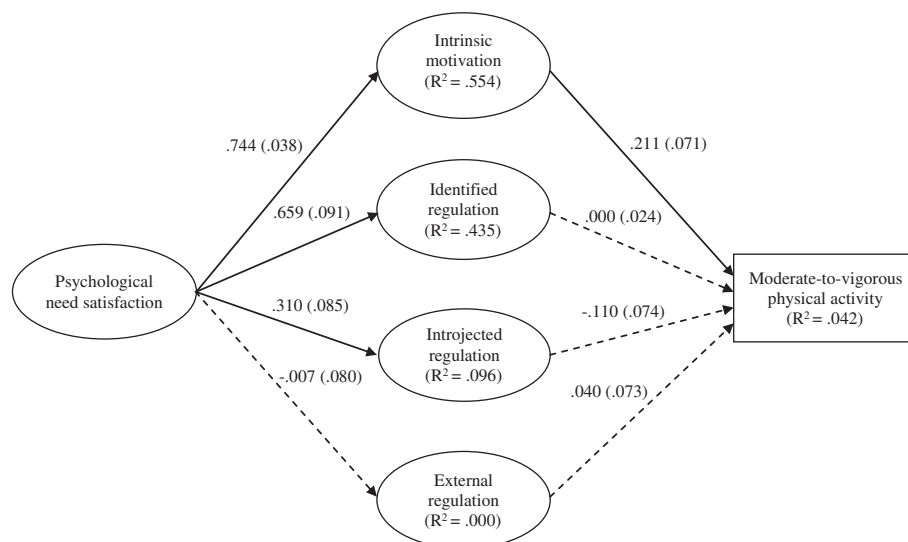 Intrinsic
motivation
(R² = .554)
.744 (.038)
.211 (.071)
Identified
regulation
(R² = .435)
.659 (.091)
.000 (.024)
Psychological
need satisfaction
Moderate-to-vigorous
physical activity
(R² = .042)
.310 (.085)
-.110 (.074)
Introjected
regulation
(R² = .096)
-.007 (.080)
.040 (.073)
External
regulation
(R² = .000)